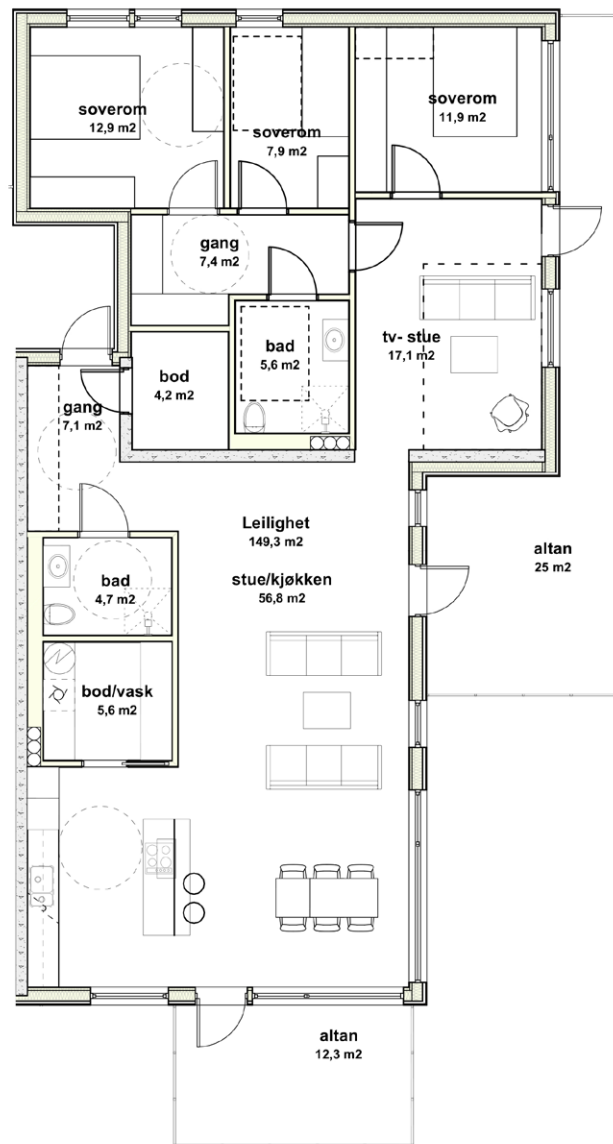 soverom
12,9 m2
soverom
7,9 m2
soverom
11,9 m2
gang
7,4 m2
tv- stue
17,1 m2
bad
5,6 m2
bod
4,2 m2
gang
7,1 m2
Leilighet
149,3 m2
stue/kjøkken
56,8 m2
altan
25 m2
bad
4,7 m2
bod/vask
5,6 m2
altan
12,3 m2